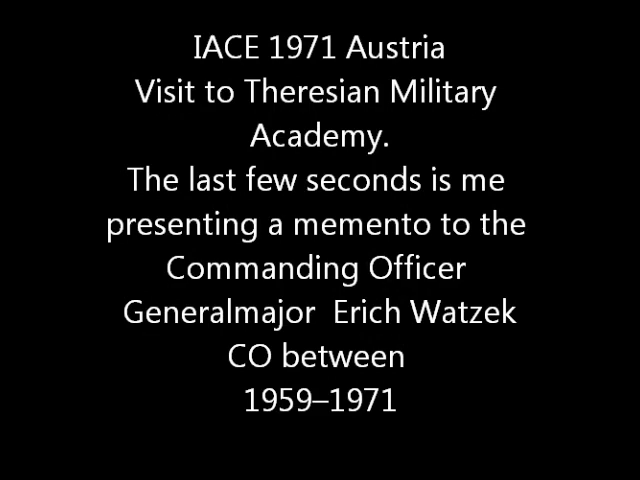 IACE 1971 Austria
Visit to Theresian Military
Academy.
The last few seconds is me
presenting a memento to the
Commanding Officer
Generalmajor  Erich Watzek
CO between
1959–1971